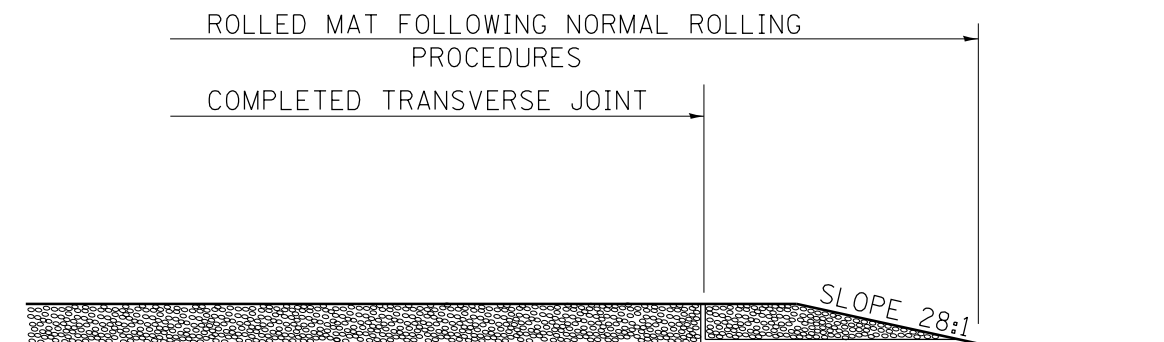 ROLLED MAT FOLLOWING NORMAL ROLLING
PROCEDURES
COMPLETED TRANSVERSE JOINT
SLOPE 28:1